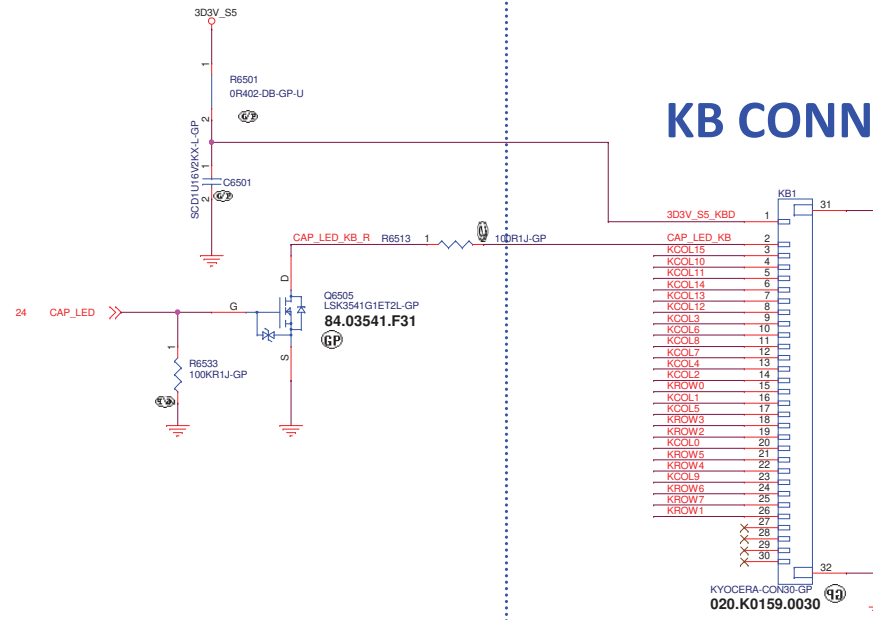 3D3V_S5
1
R6501
0R402-DB-GP-U
2
SCD1U16V2KX-L-GP
1
C6501
2
KB CONN
KB1
31
3D3V_S5_KBD 1
CAP_LED_KB_R R6513 1 100R1J-GP CAP_LED_KB 2
KCOL15 3
KCOL10 4
KCOL11 5
KCOL14 6
KCOL13 7
KCOL12 8
KCOL3 9
KCOL6 10
KCOL8 11
KCOL7 12
KCOL4 13
KCOL2 14
KROW0 15
KCOL1 16
KCOL5 17
KROW3 18
KROW2 19
KCOL0 20
KROW5 21
KROW4 22
KCOL9 23
KROW6 24
KROW7 25
KROW1 26
27
28
29
30
32
D
Q6505
LSK3541G1ET2L-GP
84.03541.F31
GP
24 CAP_LED G
S
1
R6533
100KR1J-GP
KYOCERA-CON30-GP
020.K0159.0030